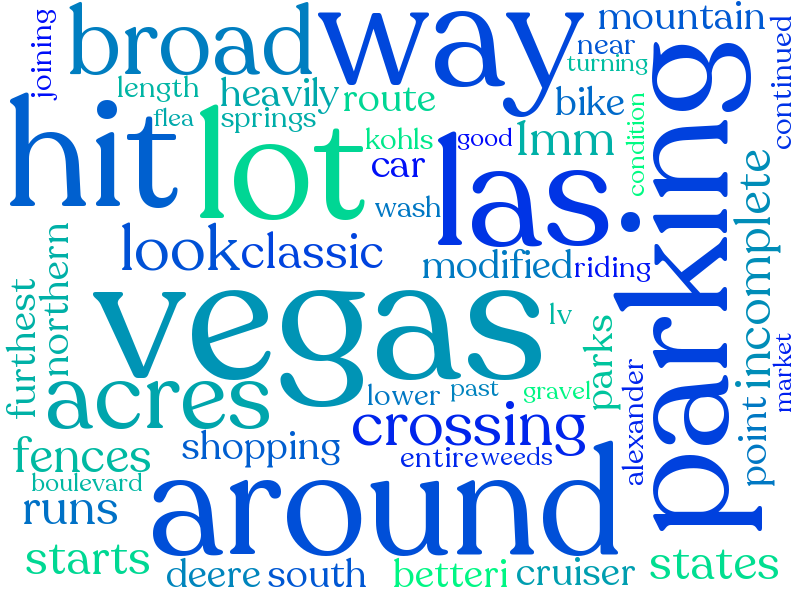 broad
way
mountain
joining
near
turning
length
heavily
route
bike
continued
flea
springs
hit
lot
kohls
good
lmm
condition
parking
car
las
wash
look
classic
modified
riding
incomplete
northern
furthest
vegas
lv
parks
market
acres
lower
past
gravel
alexander
point
crossing
fences
shopping
entire
weeds
boulevard
runs
around
starts
deere
south
betteri
cruiser
states